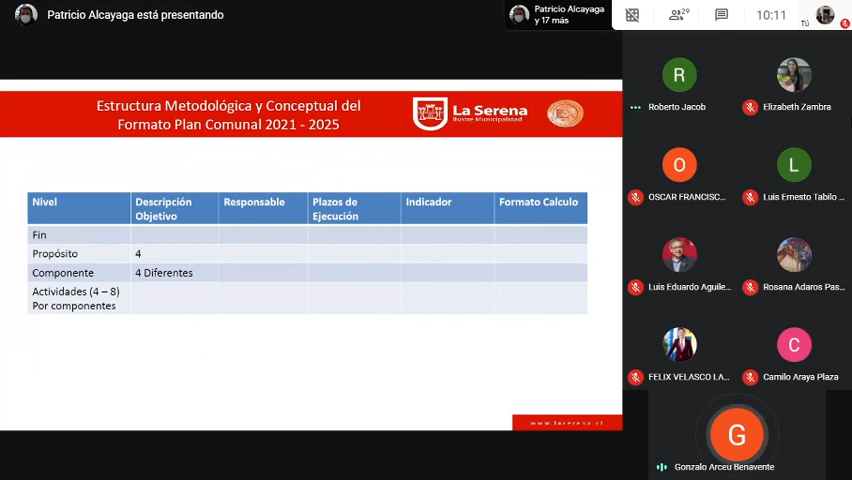 Patricio Alcayaga está presentando
Patricio Alcayaga
y 17 más
29
10:11
Tú
Estructura Metodológica y Conceptual del
Formato Plan Comunal 2021 - 2025
La Serena
Ilustre Municipalidad
Nivel
Descripción
Objetivo
Responsable
Plazos de
Ejecución
Indicador
Formato Calculo
Fin
Propósito
4
Componente
4 Diferentes
Actividades (4 – 8)
Por componentes
www.laserena.cl
R
Roberto Jacob
Elizabeth Zambra
O
OSCAR FRANCISC...
L
Luis Ernesto Tabilo ...
Luis Eduardo Aguile...
Rosana Adaros Pas...
FELIX VELASCO LA...
C
Camilo Araya Plaza
G
Gonzalo Arceu Benavente